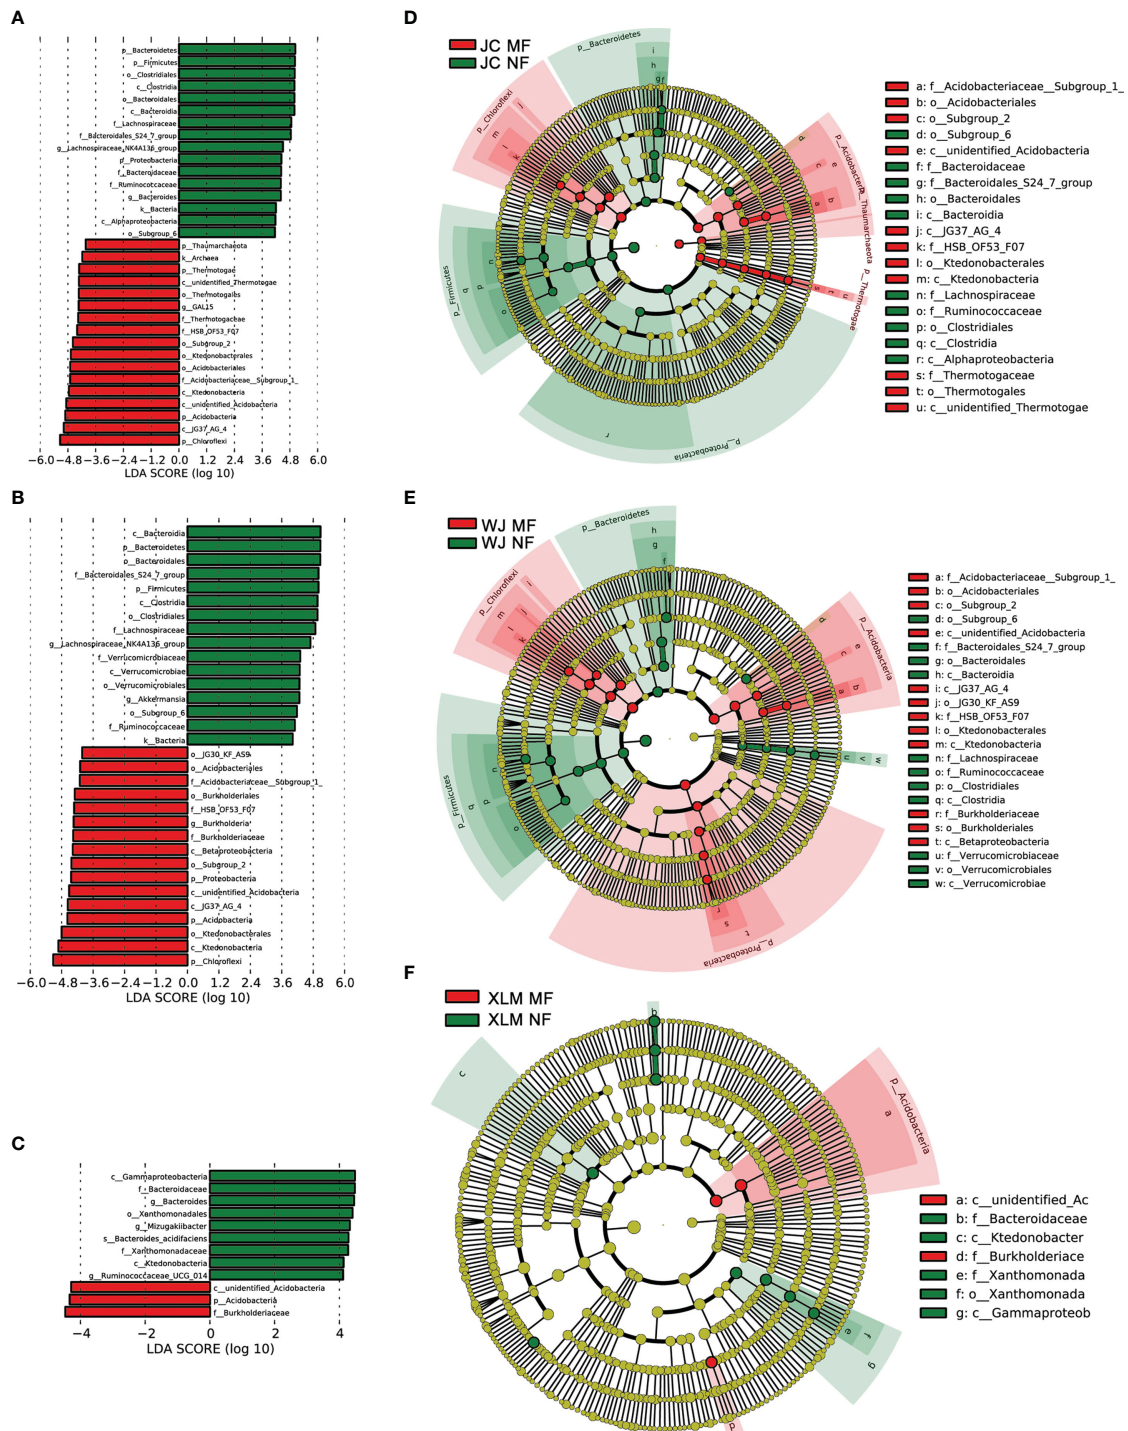 A
p__Bacteroidetes
p__Firmicutes
o__Clostridiales
c__Clostridia
o__Bacteroidales
c__Bacteroidia
f__Lachnospiraceae
f__Bacteroidales_S24_7_group
g__Lachnospiraceae_NK4A136_group
p__Proteobacteria
f__Bacteroidaceae
f__Ruminococcaceae
g__Bacteroides
k__Bacteria
c__Alphaproteobacteria
o__Subgroup_6
p__Thaumarchaeota
k__Archaea
p__Thermotogae
c__unidentified_Thermotogae
o__Thermotogales
g__GAL15
f__Thermotogaceae
f__HSB_OF53_F07
o__Subgroup_2
o__Ktedonobacterales
o__Acidobacteriales
f__Acidobacteriaceae__Subgroup_1_
c__Ktedonobacteria
c__unidentified_Acidobacteria
p__Acidobacteria
c__JG37_AG_4
p__Chloroflexi
−6.0 −4.8 −3.6 −2.4 −1.2 0.0 1.2 2.4 3.6 4.8 6.0
LDA SCORE (log 10)
B
c__Bacteroidia
p__Bacteroidetes
o__Bacteroidales
f__Bacteroidales_S24_7_group
p__Firmicutes
c__Clostridia
o__Clostridiales
f__Lachnospiraceae
g__Lachnospiraceae_NK4A136_group
f__Verrucomicrobiaceae
c__Verrucomicrobiae
o__Verrucomicrobiales
g__Akkermansia
o__Subgroup_6
f__Ruminococcaceae
k__Bacteria
o__JG30_KF_AS9
o__Acidobacteriales
f__Acidobacteriaceae__Subgroup_1_
o__Burkholderiales
f__HSB_OF53_F07
g__Burkholderia
f__Burkholderiaceae
c__Betaproteobacteria
o__Subgroup_2
p__Proteobacteria
c__unidentified_Acidobacteria
c__JG37_AG_4
p__Acidobacteria
o__Ktedonobacterales
c__Ktedonobacteria
p__Chloroflexi
−6.0 −4.8 −3.6 −2.4 −1.2 0.0 1.2 2.4 3.6 4.8 6.0
LDA SCORE (log 10)
C
c__Gammaproteobacteria
f__Bacteroidaceae
g__Bacteroides
o__Xanthomonadales
g__Mizugakiibacter
s__Bacteroides_acidifaciens
f__Xanthomonadaceae
c__Ktedonobacteria
g__Ruminococcaceae_UCG_014
c__unidentified_Acidobacteria
p__Acidobacteria
f__Burkholderiaceae
−4 −2 0 2 4
LDA SCORE (log 10)
D
JC MF
JC NF
p__Bacteroidetes
i
h
g
f
p__Chloroflexi
j
m
l
k
p__Acidobacteria
d
e
c
b
a
p__Thaumarchaeota
p__Thermotogae
s
t
u
p__Firmicutes
n
q
p
o
r
p__Proteobacteria
a: f__Acidobacteriaceae__Subgroup_1_
b: o__Acidobacteriales
c: o__Subgroup_2
d: o__Subgroup_6
e: c__unidentified_Acidobacteria
f: f__Bacteroidaceae
g: f__Bacteroidales_S24_7_group
h: o__Bacteroidales
i: c__Bacteroidia
j: c__JG37_AG_4
k: f__HSB_OF53_F07
l: o__Ktedonobacterales
m: c__Ktedonobacteria
n: f__Lachnospiraceae
o: f__Ruminococcaceae
p: o__Clostridiales
q: c__Clostridia
r: c__Alphaproteobacteria
s: f__Thermotogaceae
t: o__Thermotogales
u: c__unidentified_Thermotogae
E
WJ MF
WJ NF
p__Bacteroidetes
h
g
f
p__Chloroflexi
i
m
l
k
p__Acidobacteria
d
e
c
b
a
u
v
w
p__Firmicutes
n
q
p
o
r
s
t
p__Proteobacteria
a: f__Acidobacteriaceae__Subgroup_1_
b: o__Acidobacteriales
c: o__Subgroup_2
d: o__Subgroup_6
e: c__unidentified_Acidobacteria
f: f__Bacteroidales_S24_7_group
g: o__Bacteroidales
h: c__Bacteroidia
i: c__JG37_AG_4
j: o__JG30_KF_AS9
k: f__HSB_OF53_F07
l: o__Ktedonobacterales
m: c__Ktedonobacteria
n: f__Lachnospiraceae
o: f__Ruminococcaceae
p: o__Clostridiales
q: c__Clostridia
r: f__Burkholderiaceae
s: o__Burkholderiales
t: c__Betaproteobacteria
u: f__Verrucomicrobiaceae
v: o__Verrucomicrobiales
w: c__Verrucomicrobiae
F
XLM MF
XLM NF
b
c
p__Acidobacteria
a
e
f
g
a: c__unidentified_Ac
b: f__Bacteroidaceae
c: c__Ktedonobacter
d: f__Burkholderiace
e: f__Xanthomonada
f: o__Xanthomonada
g: c__Gammaproteob